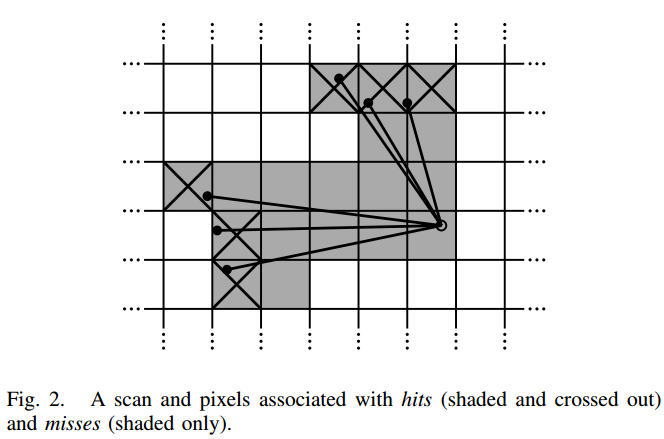 Fig. 2. A scan and pixels associated with hits (shaded and crossed out)
and misses (shaded only).